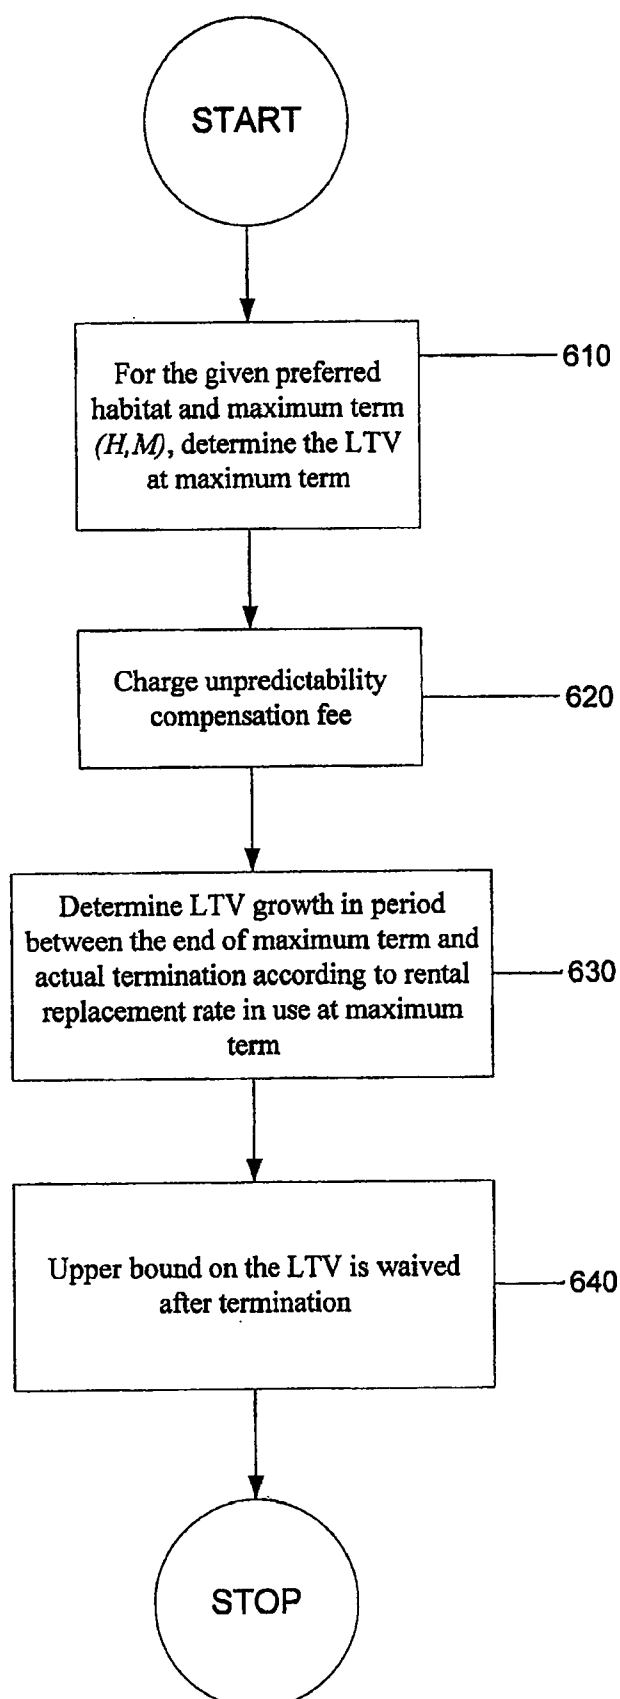 START
For the given preferred
habitat and maximum term
(H,M), determine the LTV
at maximum term
610
Charge unpredictability
compensation fee
620
Determine LTV growth in period
between the end of maximum term and
actual termination according to rental
replacement rate in use at maximum
term
630
Upper bound on the LTV is waived
after termination
640
STOP